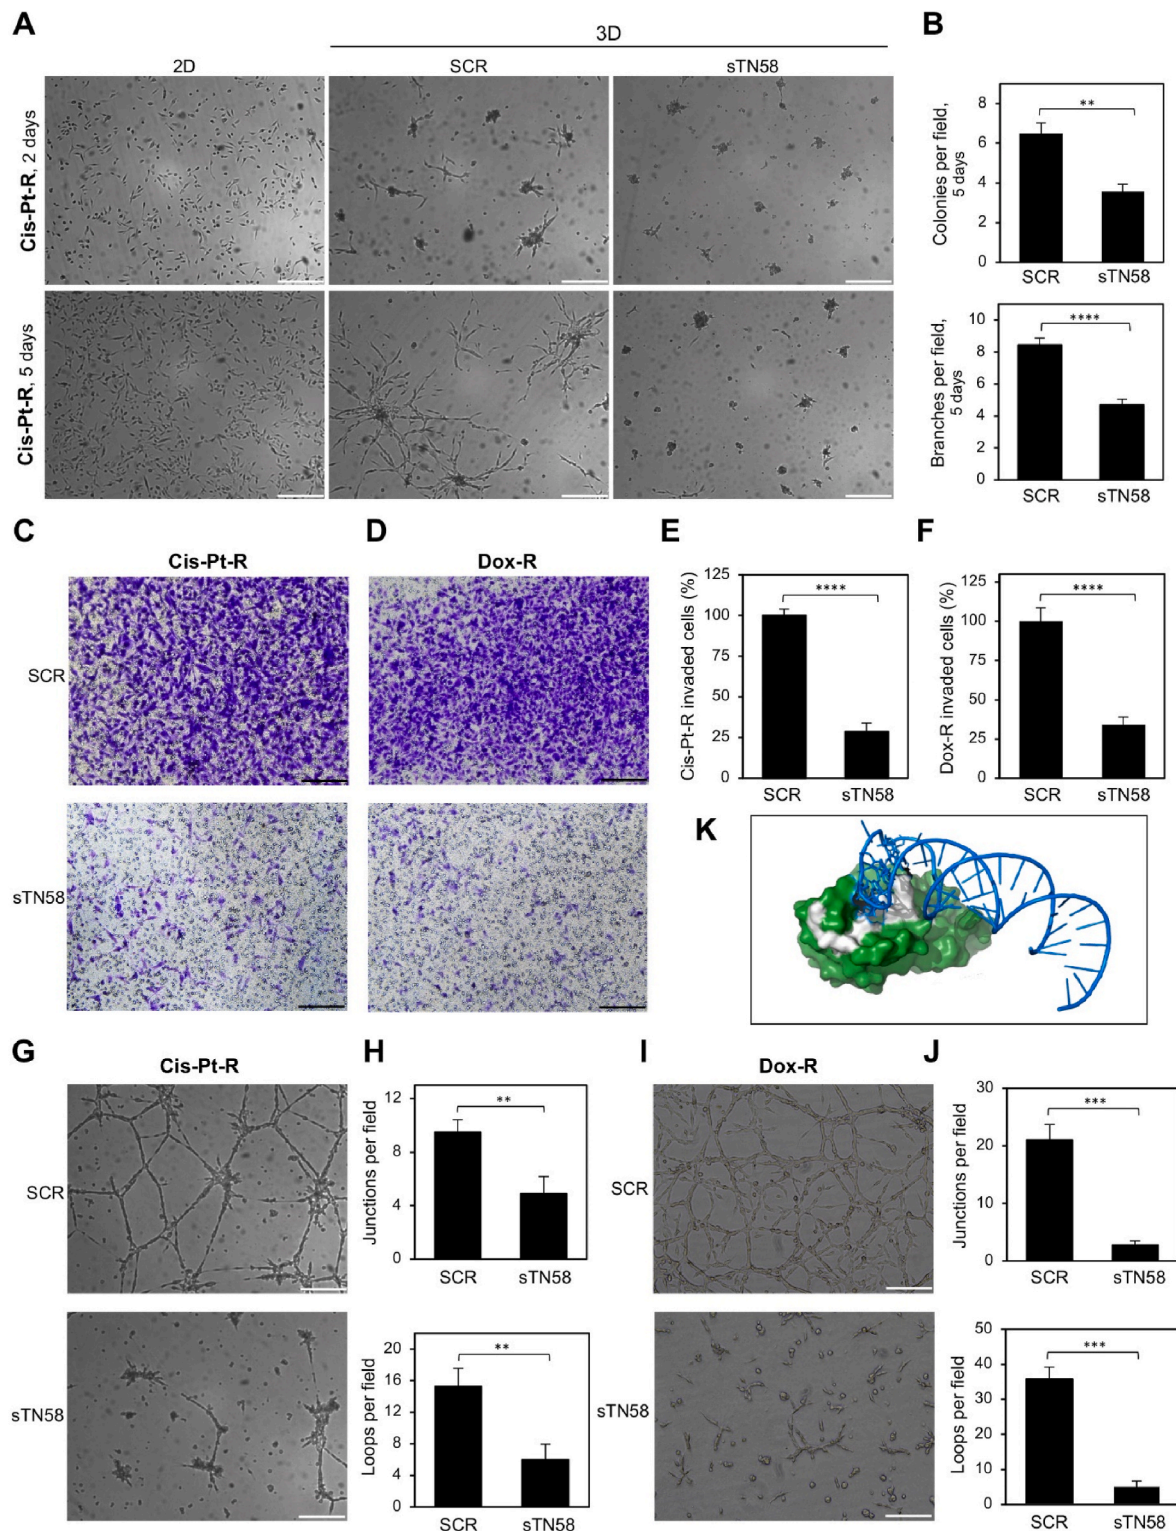 A
3D
2D
SCR
sTN58
Cis-Pt-R, 2 days
Cis-Pt-R, 5 days
B
Colonies per field,
5 days
8
6
4
2
0
**
SCR
sTN58
Branches per field,
5 days
10
8
6
4
2
0
****
SCR
sTN58
C
Cis-Pt-R
SCR
sTN58
D
Dox-R
E
Cis-Pt-R invaded cells (%)
125
100
75
50
25
0
****
SCR
sTN58
F
Dox-R invaded cells (%)
125
100
75
50
25
0
****
SCR
sTN58
K
G
Cis-Pt-R
SCR
sTN58
H
Junctions per field
12
8
4
0
**
SCR
sTN58
Loops per field
20
16
12
8
4
0
**
SCR
sTN58
I
Dox-R
SCR
sTN58
J
Junctions per field
30
20
10
0
***
SCR
sTN58
Loops per field
50
40
30
20
10
0
***
SCR
sTN58